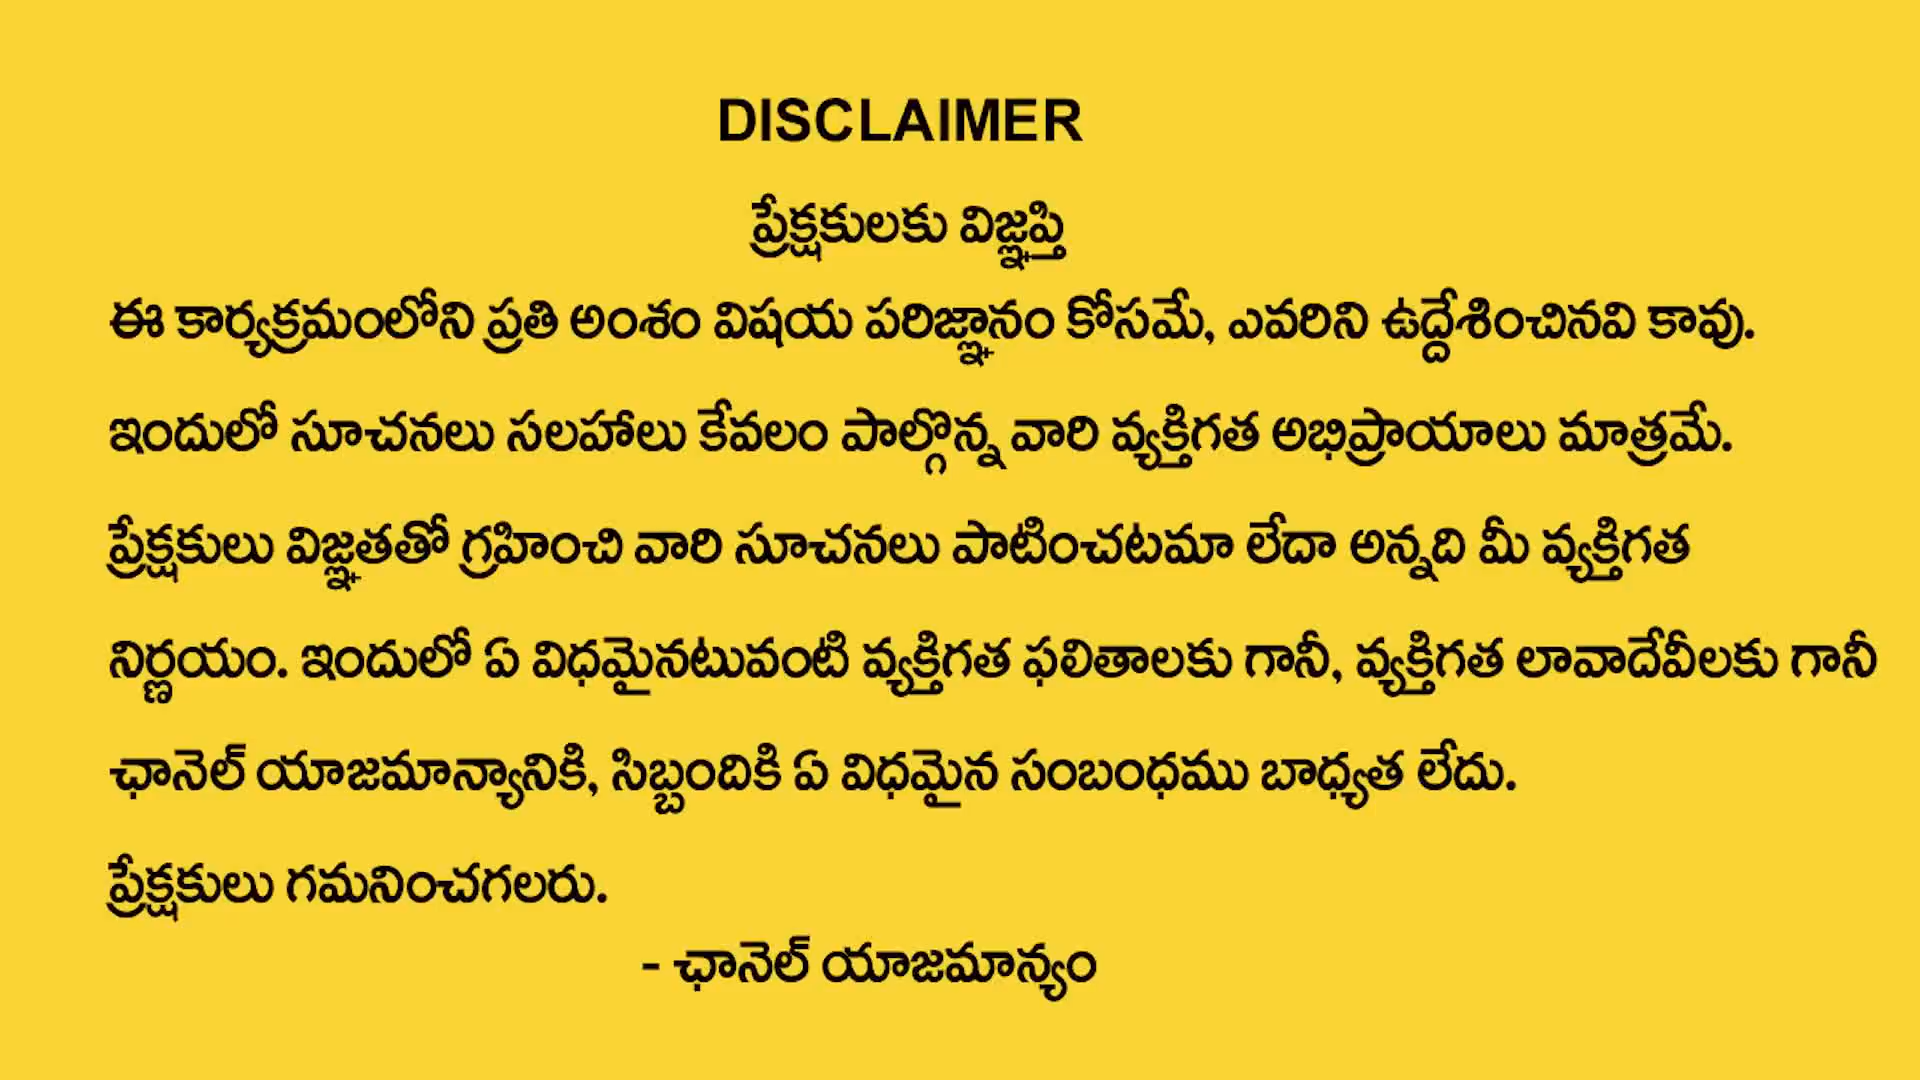 DISCLAIMER
ప్రేక్షకులకు విజ్ఞప్తి
ఈ కార్యక్రమంలోని ప్రతి అంశం విషయ పరిజ్ఞానం కోసమే, ఎవరిని ఉద్దేశించినవి కావు.
ఇందులో సూచనలు సలహాలు కేవలం పాల్గొన్న వారి వ్యక్తిగత అభిప్రాయాలు మాత్రమే.
ప్రేక్షకులు విజ్ఞతతో గ్రహించి వారి సూచనలు పాటించటమా లేదా అన్నది మీ వ్యక్తిగత
నిర్ణయం. ఇందులో ఏ విధమైనటువంటి వ్యక్తిగత ఫలితాలకు గానీ, వ్యక్తిగత లావాదేవీలకు గానీ
ఛానెల్ యాజమాన్యానికి, సిబ్బందికి ఏ విధమైన సంబంధము బాధ్యత లేదు.
ప్రేక్షకులు గమనించగలరు.
- ఛానెల్ యాజమాన్యం